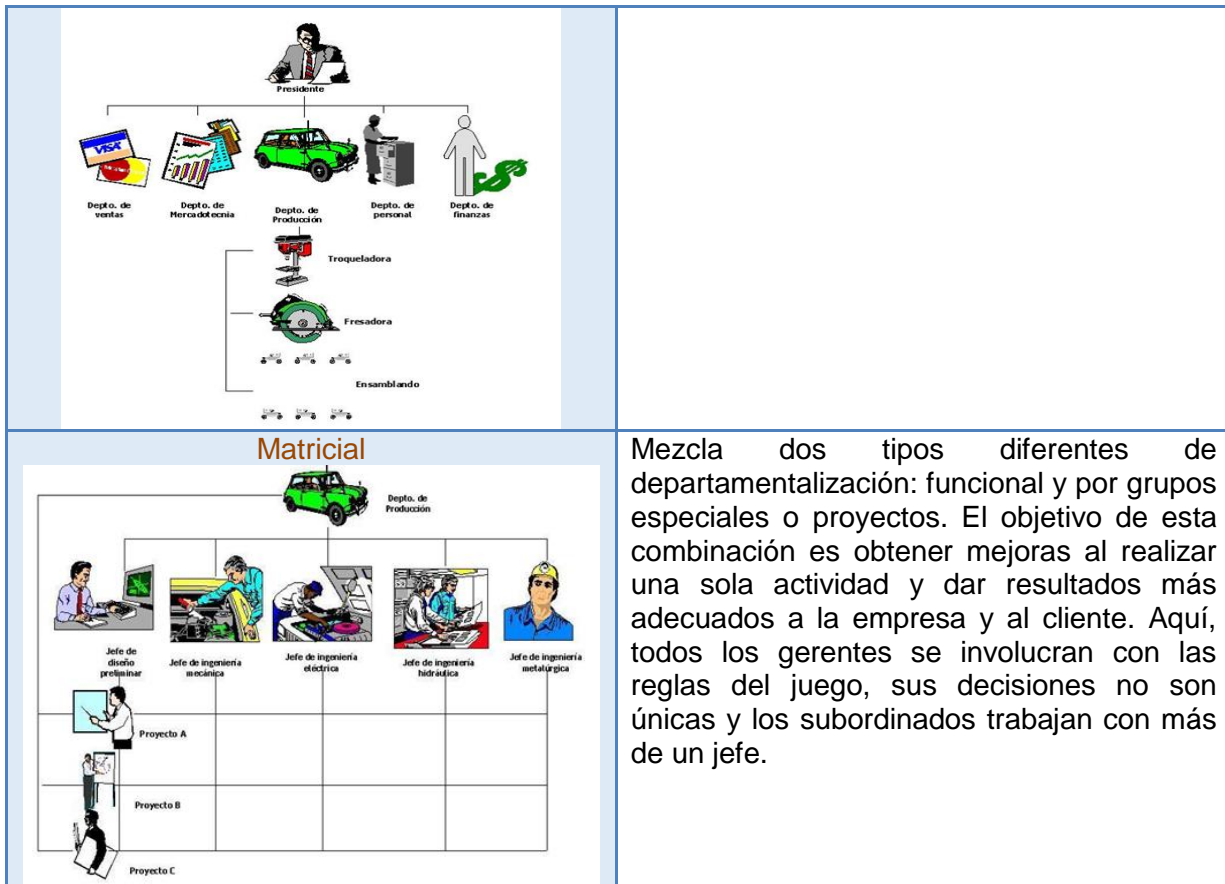 Presidente
VISA
Depto. de
ventas
Depto. de
Mercadotecnia
Depto. de
Producción
Depto. de
personal
Depto. de
finanzas
Troqueladora
Fresadora
Ensamblando
Matricial
Depto. de
Producción
Jefe de
diseño
preliminar
Jefe de ingeniería
mecánica
Jefe de ingeniería
eléctrica
Jefe de ingeniería
hidráutica
Jefe de ingeniería
metalúrgica
Proyecto A
Proyecto B
Proyecto C
Mezcla dos tipos diferentes de
departamentalización: funcional y por grupos
especiales o proyectos. El objetivo de esta
combinación es obtener mejoras al realizar
una sola actividad y dar resultados más
adecuados a la empresa y al cliente. Aquí,
todos los gerentes se involucran con las
reglas del juego, sus decisiones no son
únicas y los subordinados trabajan con más
de un jefe.